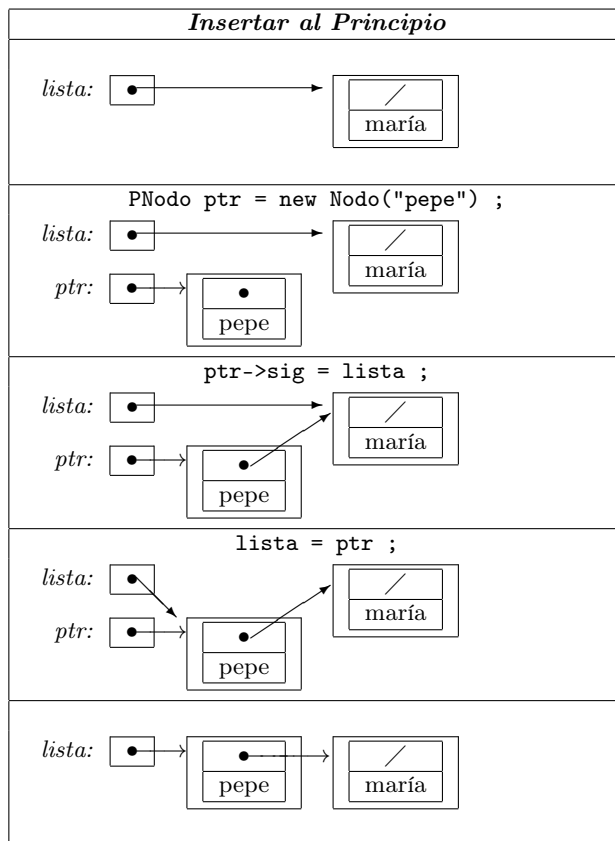 Insertar al Principio
lista:
maría
PNodo ptr = new Nodo("pepe") ;
lista:
maría
ptr:
pepe
ptr->sig = lista ;
lista:
maría
ptr:
pepe
lista = ptr ;
lista:
maría
ptr:
pepe
lista:
pepe maría